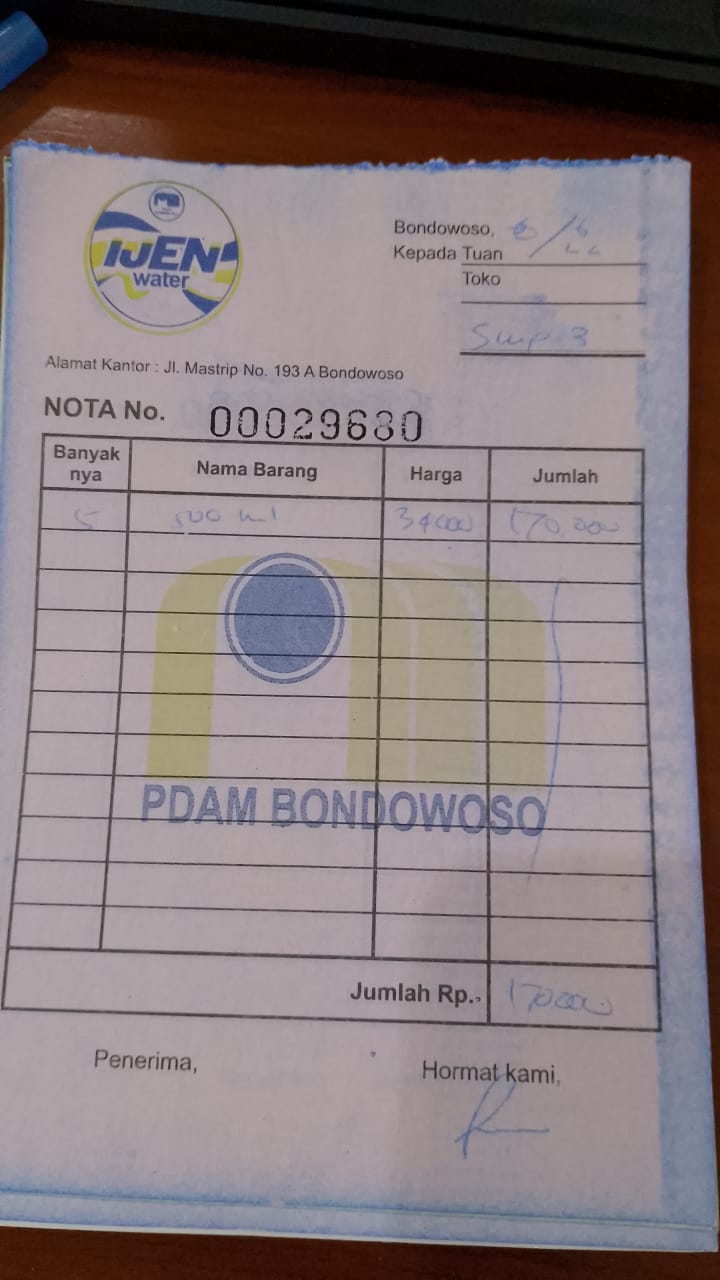 IJEN
water
Bondowoso, 6/6
22
Kepada Tuan
Toko
Smp 3
Alamat Kantor : Jl. Mastrip No. 193 A Bondowoso
NOTA No. 00029680
Banyak nya Nama Barang Harga Jumlah
5 500 ml 34000 170.000
PDAM BONDOWOSO
Jumlah Rp. 170000
Penerima, Hormat kami,